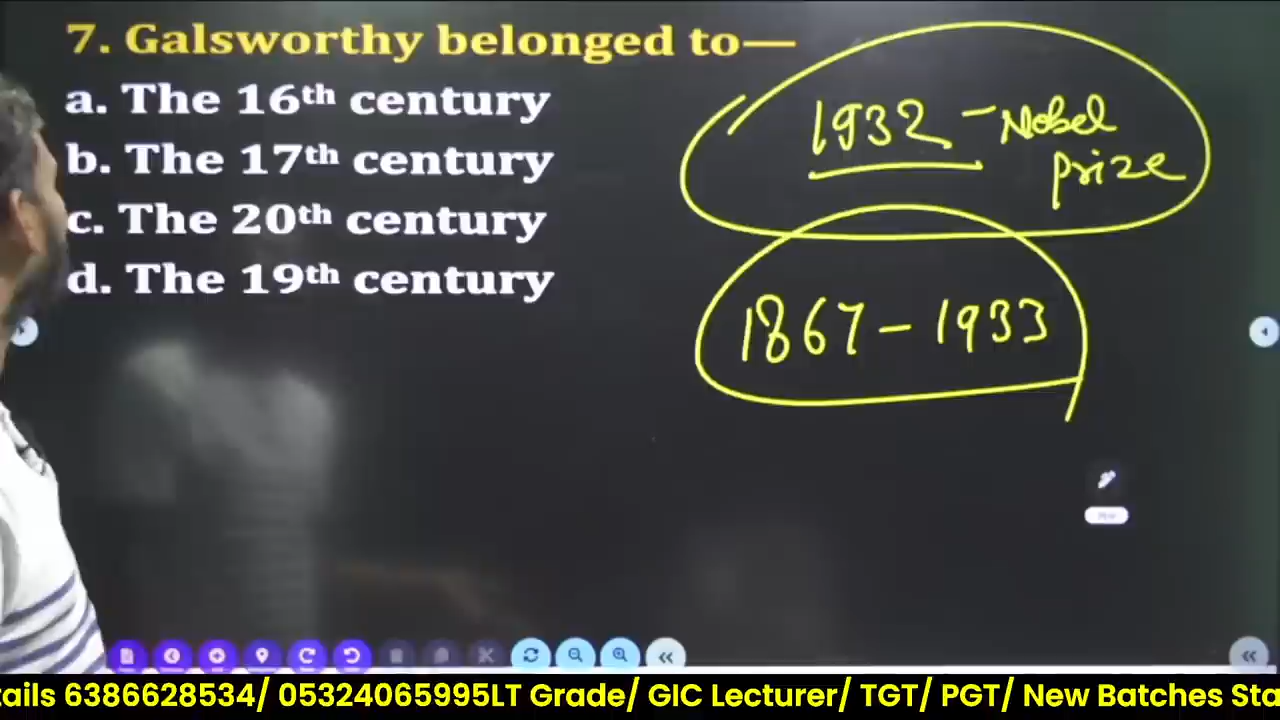 7. Galsworthy belonged to—
a. The 16th century
b. The 17th century
c. The 20th century
d. The 19th century
1932 – Nobel
prize
1867 – 1933
tails 6386628534/ 05324065995LT Grade/ GIC Lecturer/ TGT/ PGT/ New Batches Sta